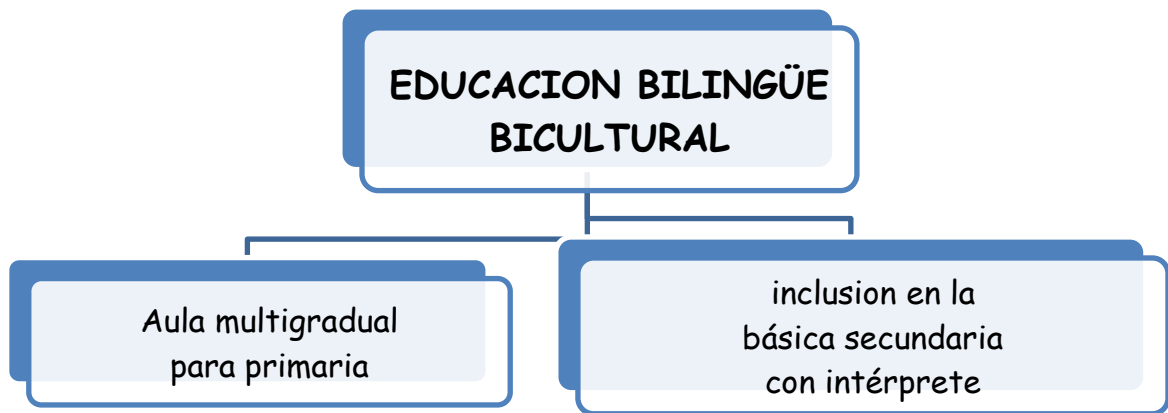 EDUCACION BILINGÜE
BICULTURAL
Aula multigradual
para primaria
inclusion en la
básica secundaria
con intérprete